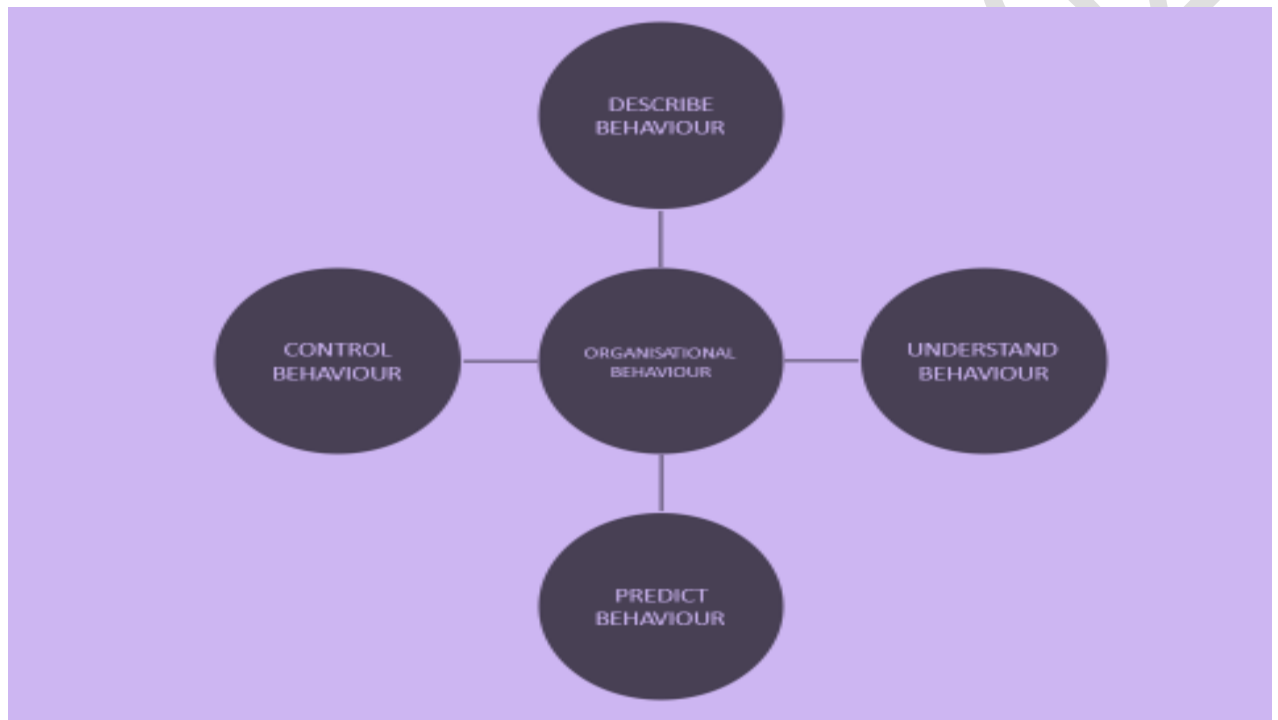 DESCRIBE
BEHAVIOUR
CONTROL
BEHAVIOUR
ORGANISATIONAL
BEHAVIOUR
UNDERSTAND
BEHAVIOUR
PREDICT
BEHAVIOUR